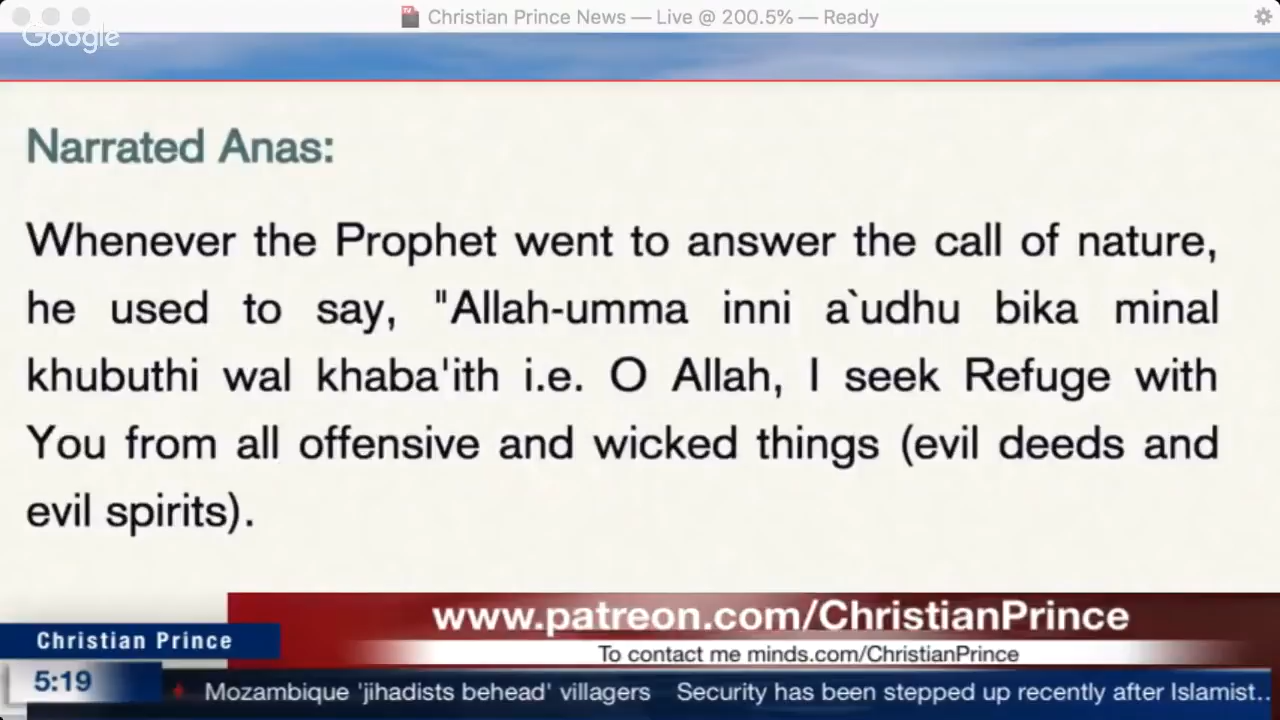 Christian Prince News — Live @ 200.5% — Ready
Google
Narrated Anas:
Whenever the Prophet went to answer the call of nature,
he used to say, "Allah-umma inni a`udhu bika minal
khubuthi wal khaba'ith i.e. O Allah, I seek Refuge with
You from all offensive and wicked things (evil deeds and
evil spirits).
www.patreon.com/ChristianPrince
Christian Prince
To contact me minds.com/ChristianPrince
5:19
Mozambique 'jihadists behead' villagers Security has been stepped up recently after Islamist...